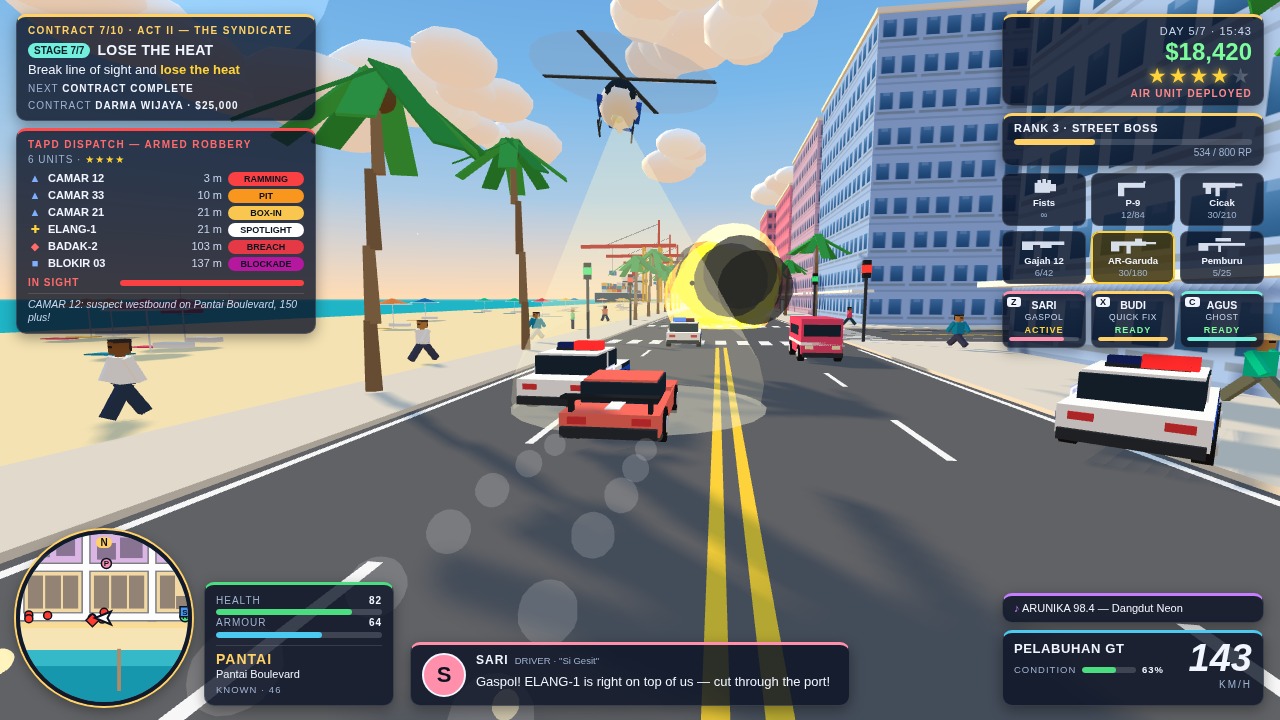 CONTRACT 7/10 · ACT II — THE SYNDICATE
STAGE 7/7 LOSE THE HEAT
Break line of sight and lose the heat
NEXT CONTRACT COMPLETE
CONTRACT DARMA WIJAYA · $25,000
TAPD DISPATCH — ARMED ROBBERY
6 UNITS · ★★★★
CAMAR 12 3 m RAMMING
CAMAR 33 10 m PIT
CAMAR 21 21 m BOX-IN
ELANG-1 21 m SPOTLIGHT
BADAK-2 103 m BREACH
BLOKIR 03 137 m BLOCKADE
IN SIGHT
CAMAR 12: suspect westbound on Pantai Boulevard, 150
plus!
DAY 5/7 · 15:43
$18,420
★★★★★
AIR UNIT DEPLOYED
RANK 3 · STREET BOSS
534 / 800 RP
Fists
∞
P-9
12/84
Cicak
30/210
Gajah 12
6/42
AR-Garuda
30/180
Pemburu
5/25
Z SARI
GASPOL
ACTIVE
X BUDI
QUICK FIX
READY
C AGUS
GHOST
READY
N
P
HEALTH 82
ARMOUR 64
PANTAI
Pantai Boulevard
KNOWN · 46
S
SARI DRIVER · "Si Gesit"
Gaspol! ELANG-1 is right on top of us — cut through the port!
♪ ARUNIKA 98.4 — Dangdut Neon
PELABUHAN GT
CONDITION 63%
143
KM/H